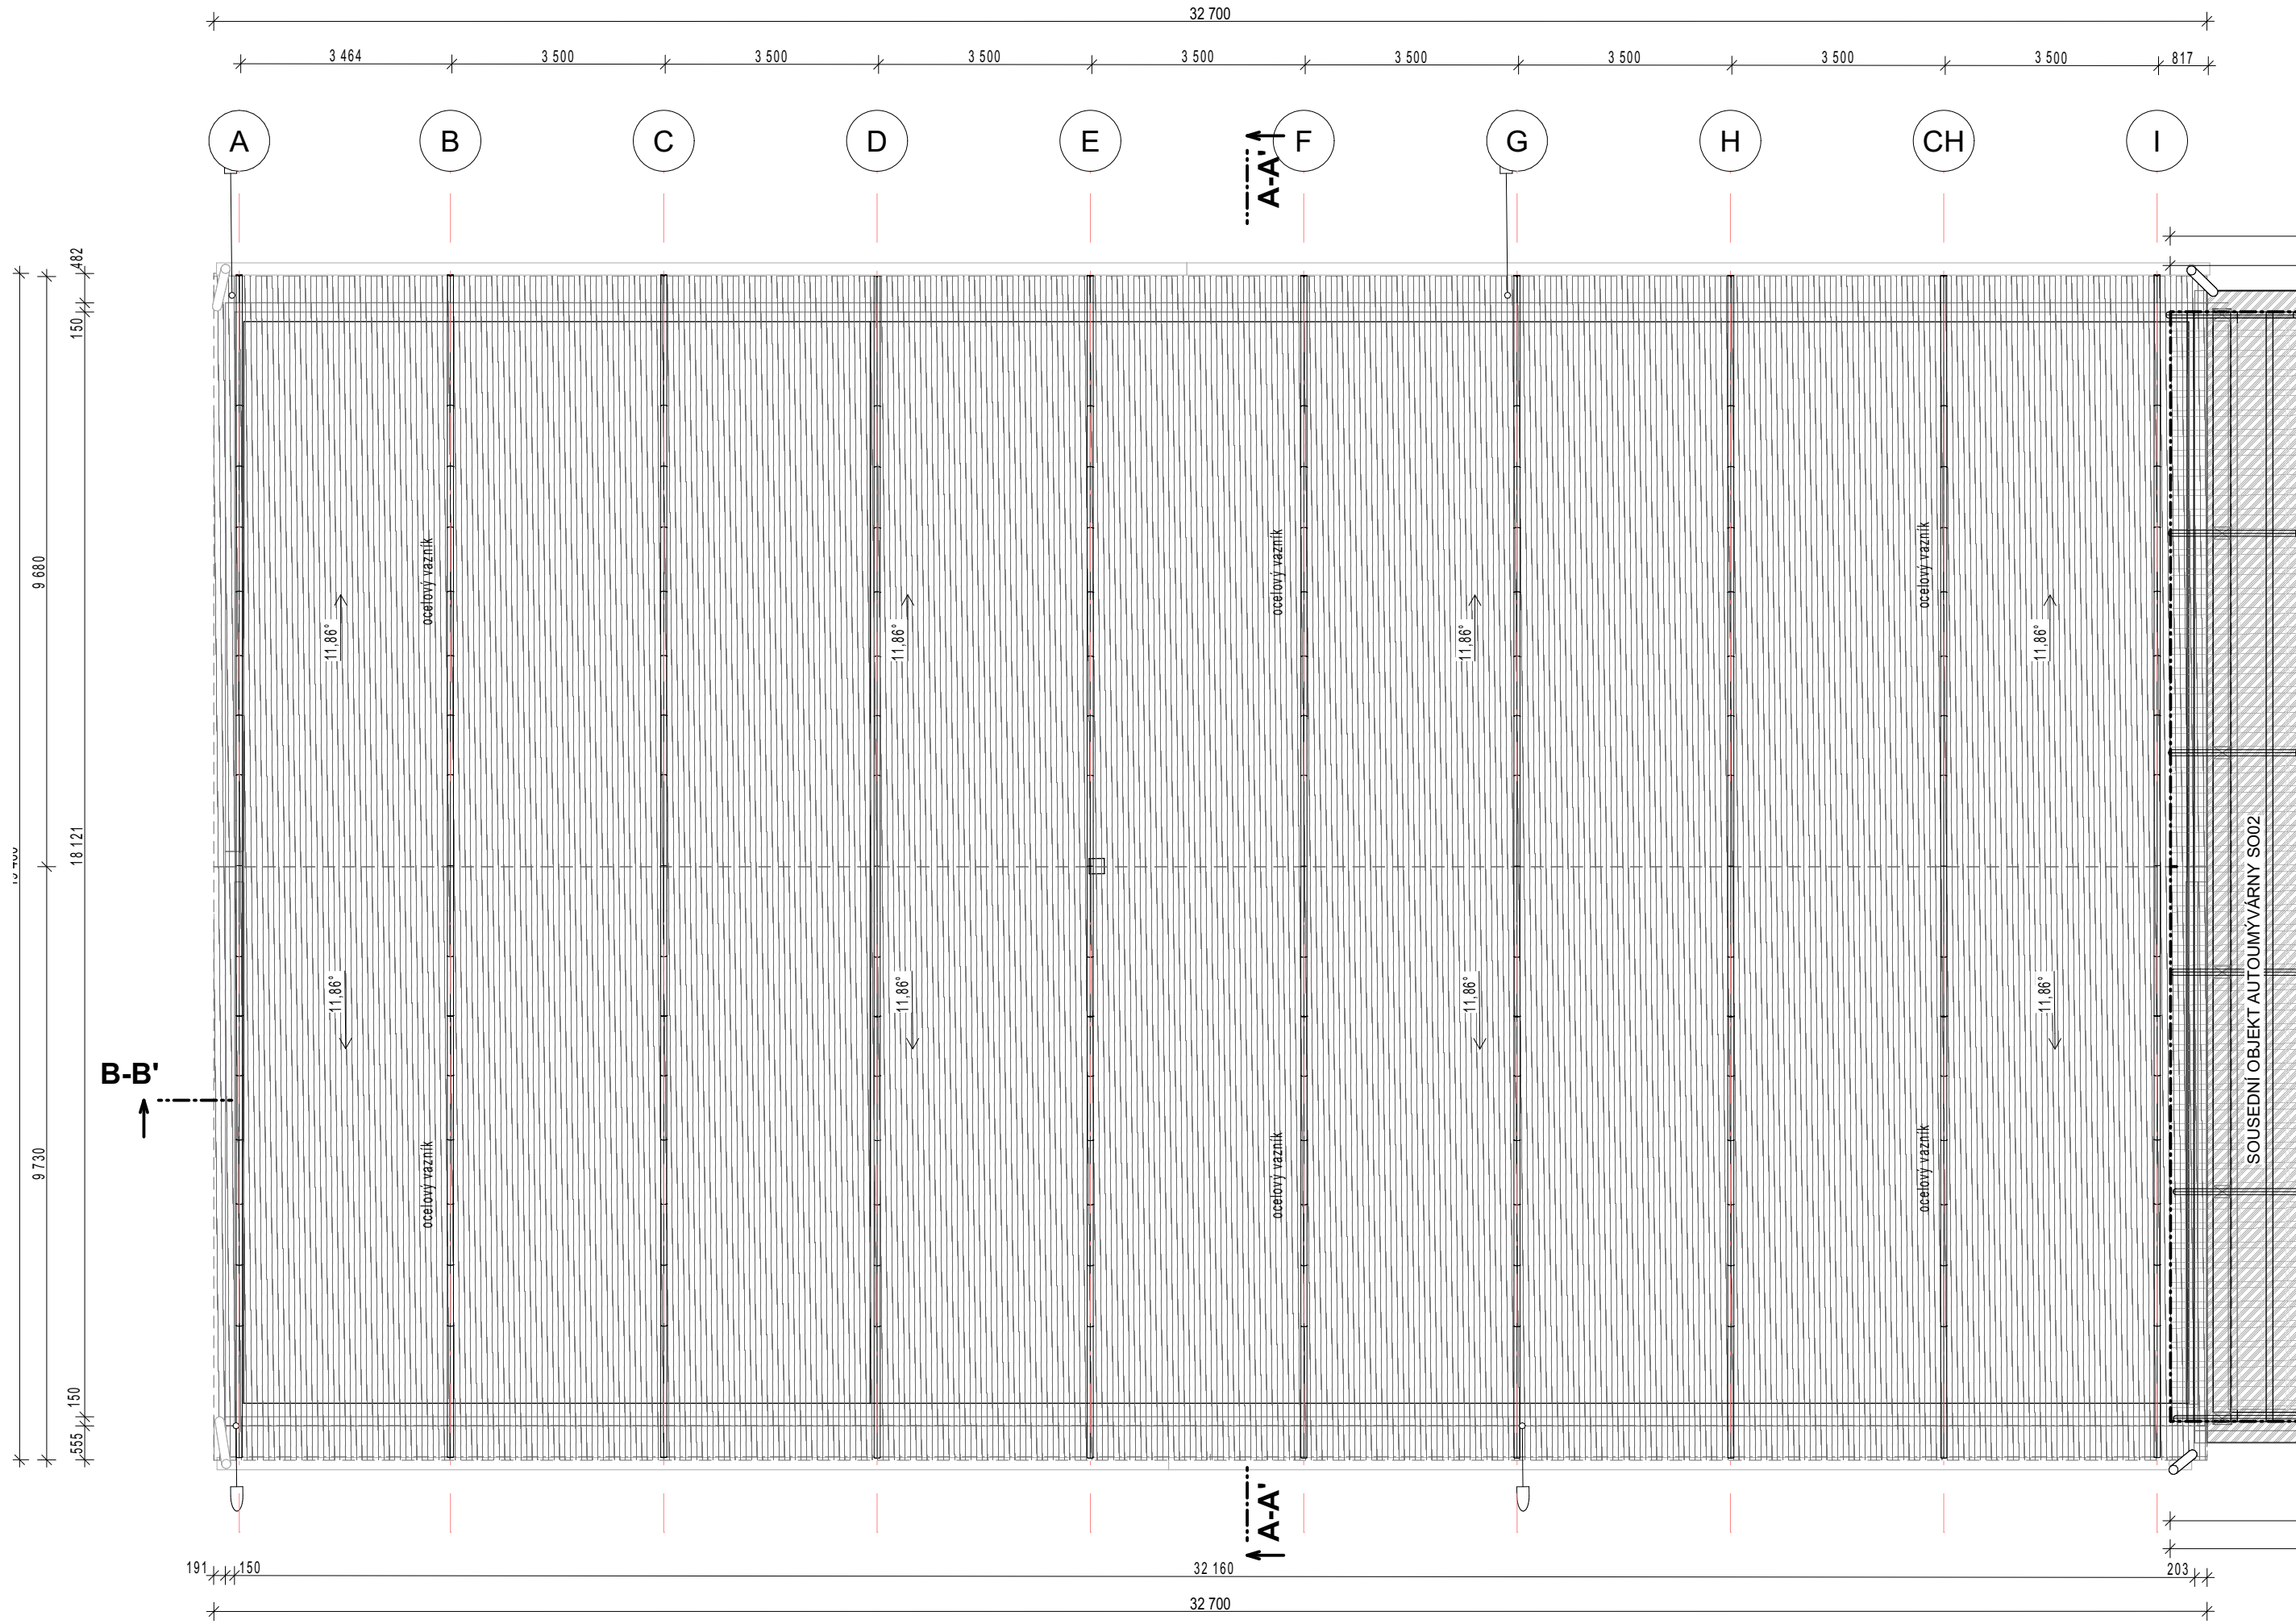 32 700
3 464 3 500 3 500 3 500 3 500 3 500 3 500 3 500 3 500 817
A B C D E F G H CH I
A-A'
482
150
9 680
18 121
9 730
150
555
ocelový vazník ocelový vazník ocelový vazník
11,86° 11,86° 11,86° 11,86°
11,86° 11,86° 11,86° 11,86°
SOUSEDNÍ OBJEKT AUTOUMÝVÁRNY SO02
B-B'
ocelový vazník ocelový vazník ocelový vazník
A-A'
191 150 32 160 203
32 700